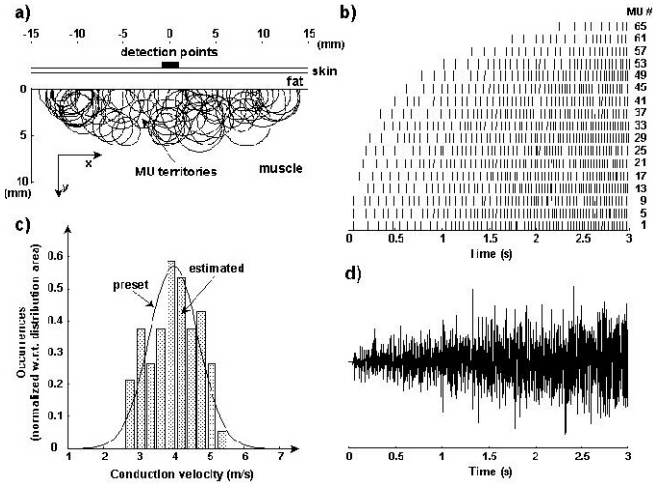 a)
-15 -10 -5 0 5 10 15
(mm)
detection points
skin
fat
0
5
10
(mm)
x
y
MU territories
muscle
b)
MU #
65
61
57
53
49
45
41
37
33
29
25
21
17
13
9
5
1
0 0.5 1 1.5 2 2.5 3
Time (s)
c)
0.6
0.5
0.4
0.3
0.2
0.1
0
preset
estimated
Occurrences
(normalized w.r.t. distribution area)
1 2 3 4 5 6 7
Conduction velocity (m/s)
d)
0 0.5 1 1.5 2 2.5 3
Time (s)